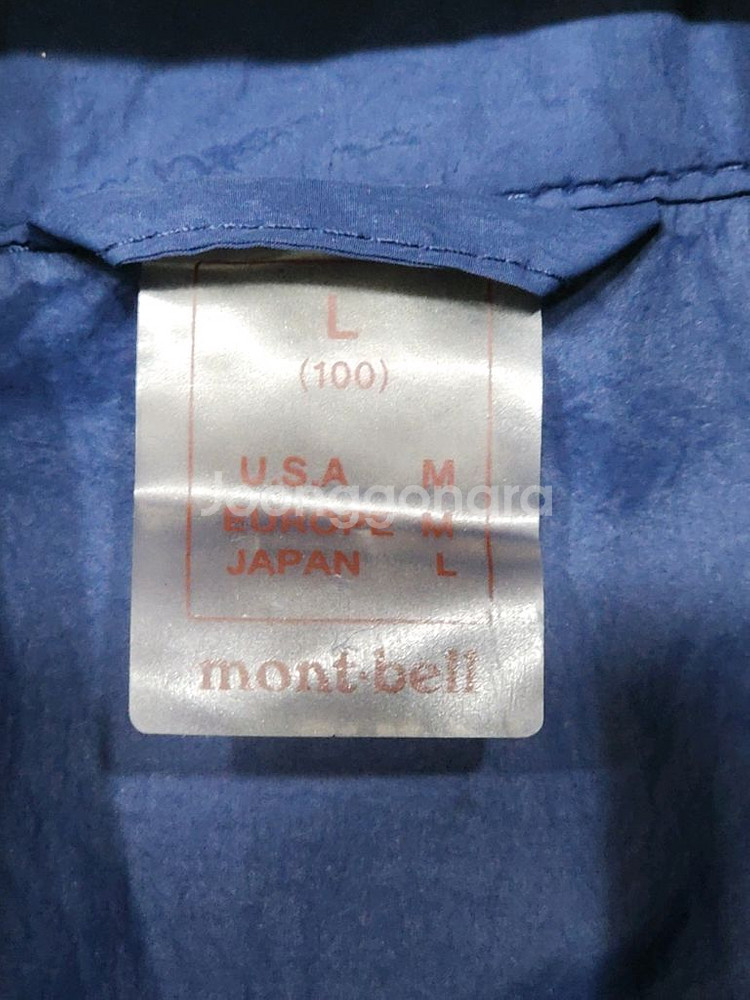 L
(100)
U.S.A M
Joonggonara
EUROPE M
JAPAN L
mont·bell